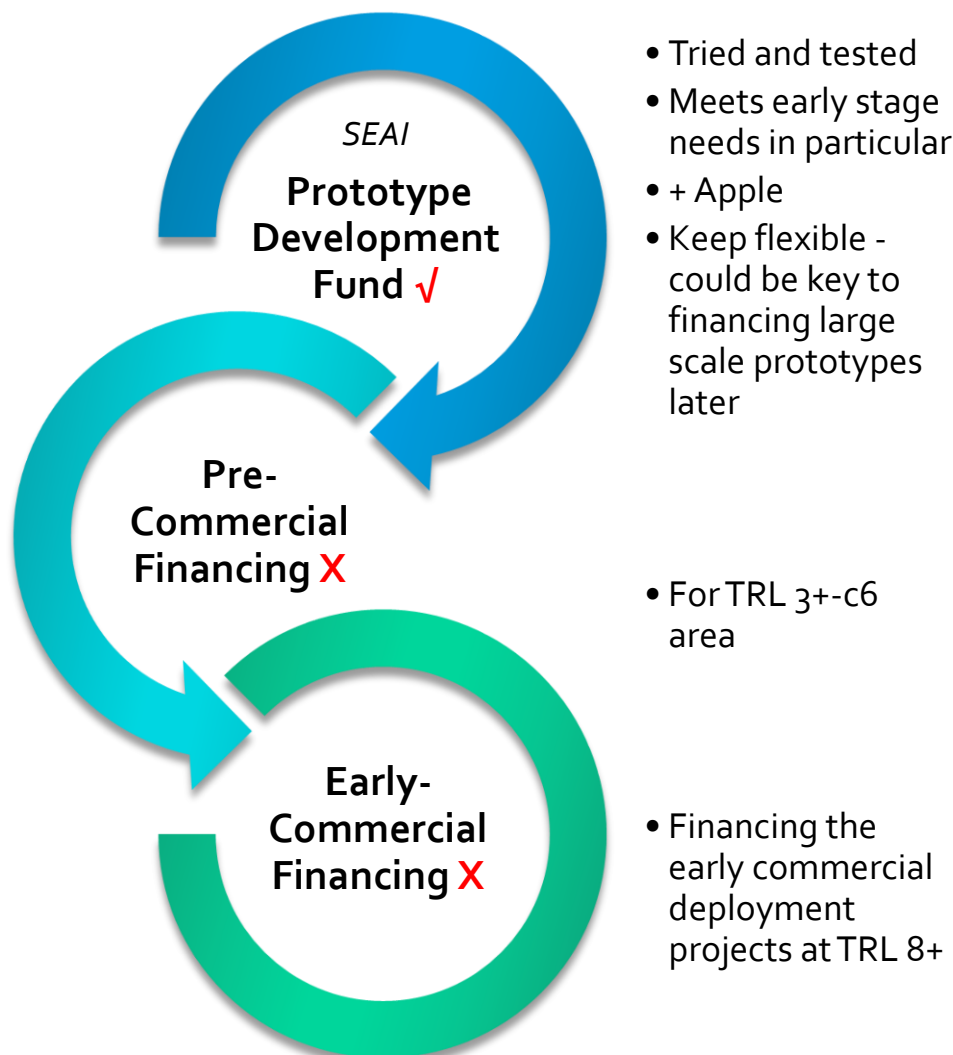 SEAI
Prototype
Development
Fund √
• Tried and tested
• Meets early stage
needs in particular
• + Apple
• Keep flexible -
could be key to
financing large
scale prototypes
later
Pre-
Commercial
Financing X
• For TRL 3+-c6
area
Early-
Commercial
Financing X
• Financing the
early commercial
deployment
projects at TRL 8+